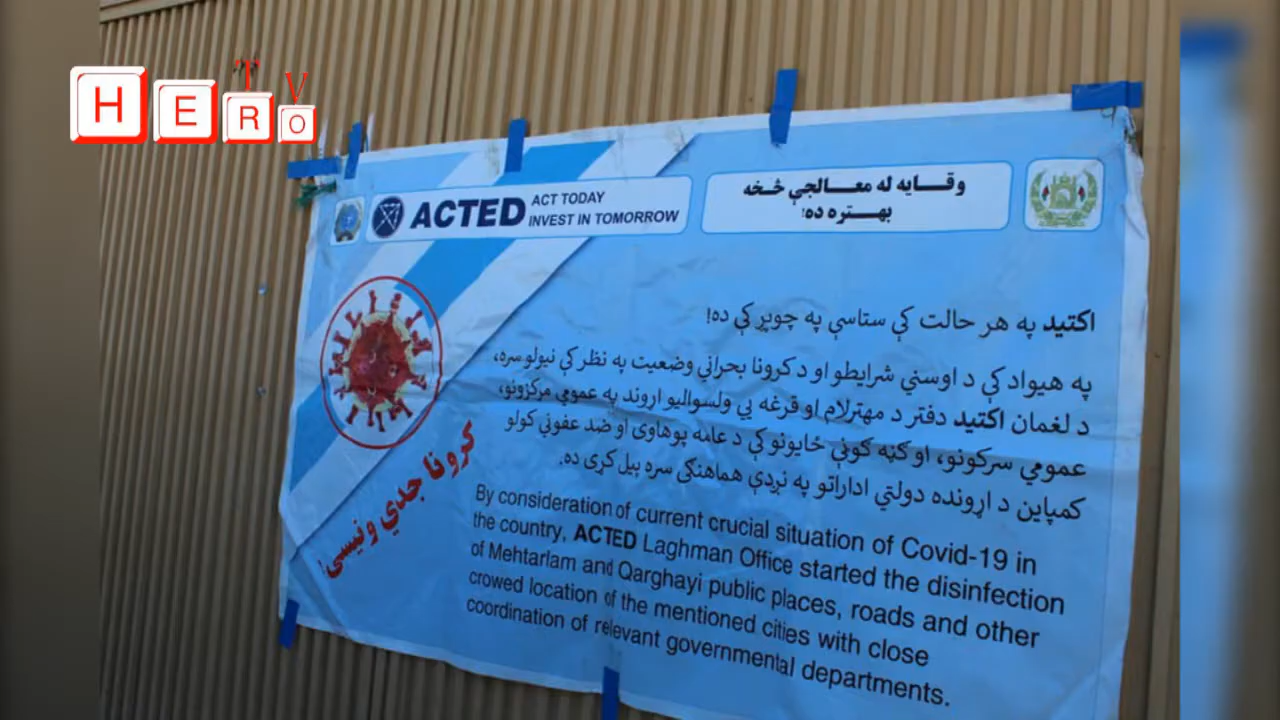 HERO
TV
ACTED
ACT TODAY
INVEST IN TOMORROW
وقايه له معالجې څخه
بهتره ده!
اکتيد په هر حالت کې ستاسې په چوپړ کې ده!
په هيواد کې د اوسني شرايطو او د کرونا بحراني وضعيت په نظر کې نيولو سره،
د لغمان اکتيد دفتر د مهترلام او قرغه يي ولسواليو اړوند په عمومي مرکزونو،
عمومي سرکونو، او ګڼه ګوڼې ځايونو کې د عامه پوهاوی او ضد عفوني کولو
کمپاين د اړونده دولتي اداراتو په نږدې هماهنګی سره پيل کړی ده.
کرونا جدي ونيسی!
By consideration of current crucial situation of Covid-19 in
the country, ACTED Laghman Office started the disinfection
of Mehtarlam and Qarghayi public places, roads and other
crowed location of the mentioned cities with close
coordination of relevant governmental departments.